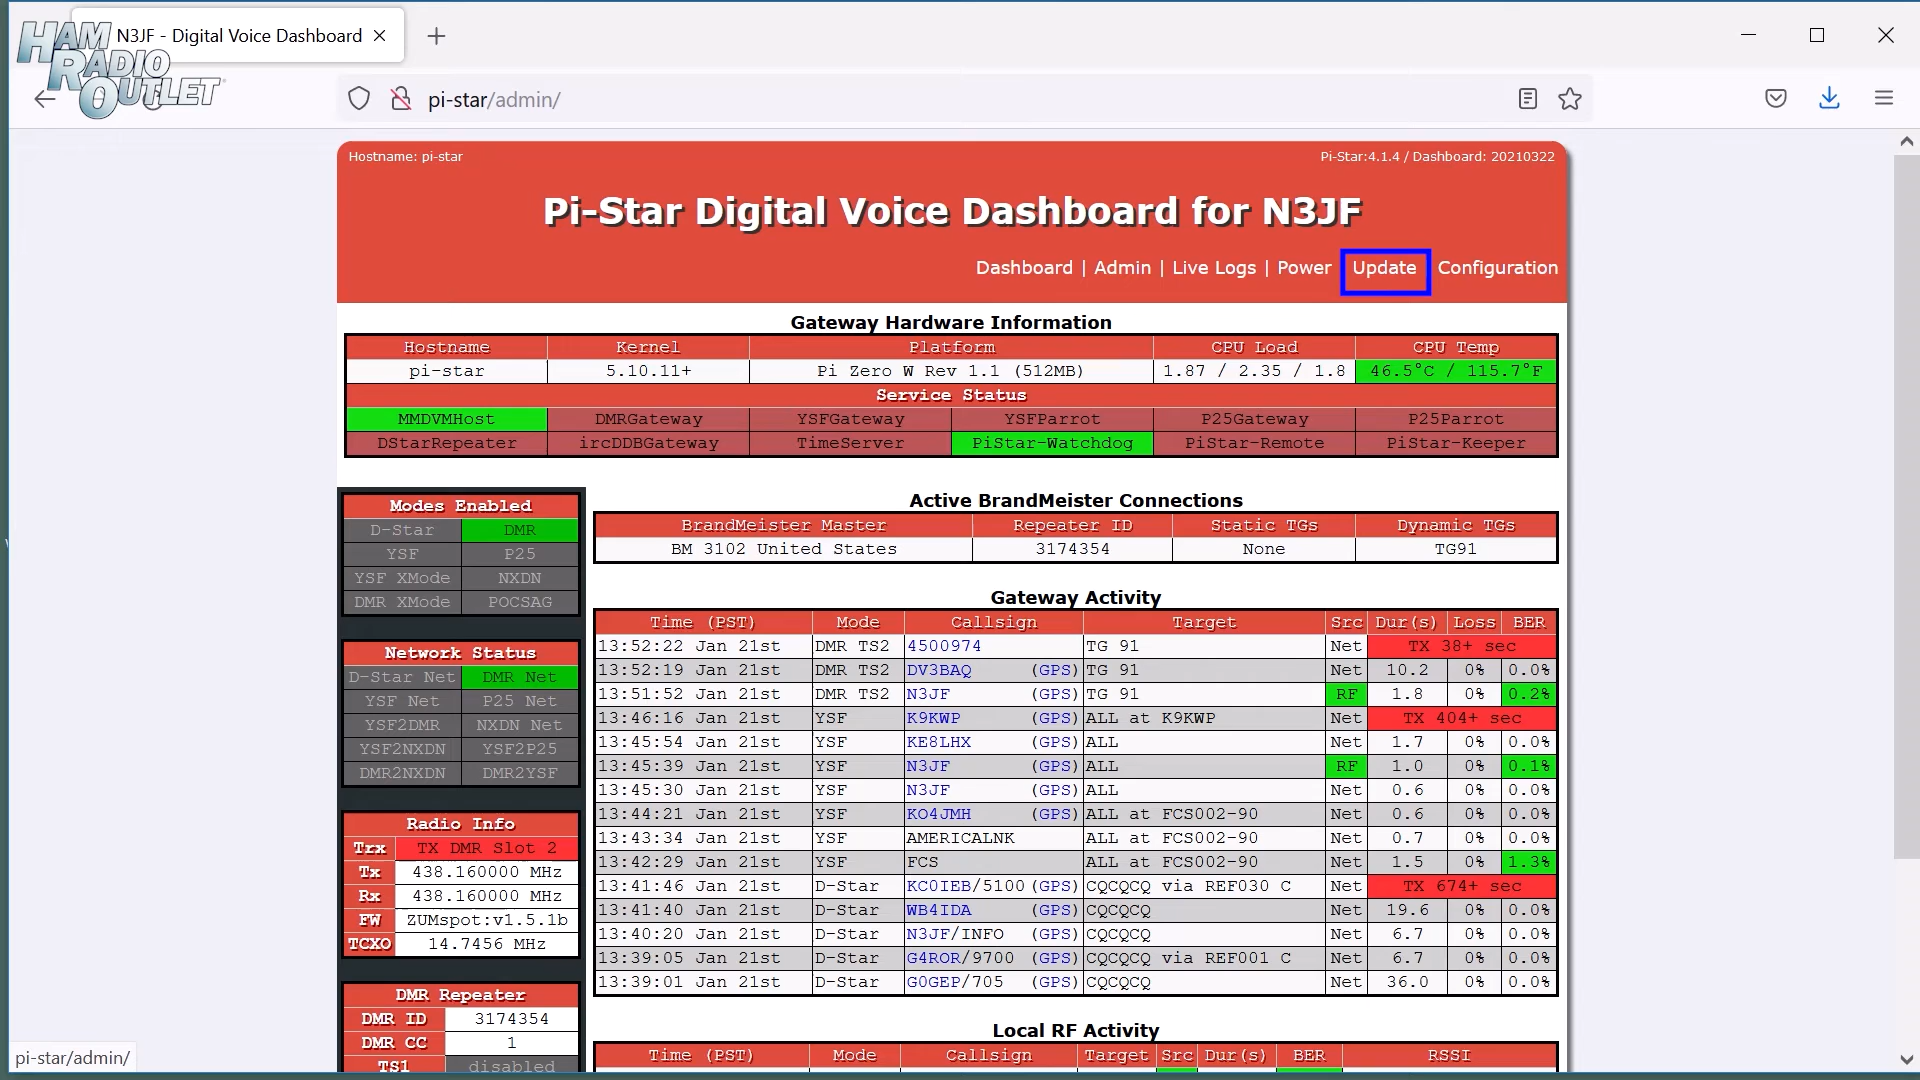 HAM RADIO OUTLET
N3JF - Digital Voice Dashboard
pi-star/admin/
Hostname: pi-star
Pi-Star:4.1.4 / Dashboard: 20210322
Pi-Star Digital Voice Dashboard for N3JF
Dashboard | Admin | Live Logs | Power Update Configuration
Gateway Hardware Information
Hostname Kernel Platform CPU Load CPU Temp
pi-star 5.10.11+ Pi Zero W Rev 1.1 (512MB) 1.87 / 2.35 / 1.8 46.5°C / 115.7°F
Service Status
MMDVMHost DMRGateway YSFGateway YSFParrot P25Gateway P25Parrot
DStarRepeater ircDDBGateway TimeServer PiStar-Watchdog PiStar-Remote PiStar-Keeper
Modes Enabled
D-Star DMR
YSF P25
YSF XMode NXDN
DMR XMode POCSAG
Network Status
D-Star Net DMR Net
YSF Net P25 Net
YSF2DMR NXDN Net
YSF2NXDN YSF2P25
DMR2NXDN DMR2YSF
Radio Info
Trx TX DMR Slot 2
Tx 438.160000 MHz
Rx 438.160000 MHz
FW ZUMspot:v1.5.1b
TCXO 14.7456 MHz
DMR Repeater
DMR ID 3174354
DMR CC 1
TS1 disabled
Active BrandMeister Connections
BrandMeister Master Repeater ID Static TGs Dynamic TGs
BM 3102 United States 3174354 None TG91
Gateway Activity
Time (PST) Mode Callsign Target Src Dur(s) Loss BER
13:52:22 Jan 21st DMR TS2 4500974 TG 91 Net TX 38+ sec
13:52:19 Jan 21st DMR TS2 DV3BAQ (GPS) TG 91 Net 10.2 0% 0.0%
13:51:52 Jan 21st DMR TS2 N3JF (GPS) TG 91 RF 1.8 0% 0.2%
13:46:16 Jan 21st YSF K9KWP (GPS) ALL at K9KWP Net TX 404+ sec
13:45:54 Jan 21st YSF KE8LHX (GPS) ALL Net 1.7 0% 0.0%
13:45:39 Jan 21st YSF N3JF (GPS) ALL RF 1.0 0% 0.1%
13:45:30 Jan 21st YSF N3JF (GPS) ALL Net 0.6 0% 0.0%
13:44:21 Jan 21st YSF KO4JMH (GPS) ALL at FCS002-90 Net 0.6 0% 0.0%
13:43:34 Jan 21st YSF AMERICALNK ALL at FCS002-90 Net 0.7 0% 0.0%
13:42:29 Jan 21st YSF FCS ALL at FCS002-90 Net 1.5 0% 1.3%
13:41:46 Jan 21st D-Star KC0IEB/5100 (GPS) CQCQCQ via REF030 C Net TX 674+ sec
13:41:40 Jan 21st D-Star WB4IDA (GPS) CQCQCQ Net 19.6 0% 0.0%
13:40:20 Jan 21st D-Star N3JF/INFO (GPS) CQCQCQ Net 6.7 0% 0.0%
13:39:05 Jan 21st D-Star G4ROR/9700 (GPS) CQCQCQ via REF001 C Net 6.7 0% 0.0%
13:39:01 Jan 21st D-Star G0GEP/705 (GPS) CQCQCQ Net 36.0 0% 0.0%
Local RF Activity
Time (PST) Mode Callsign Target Src Dur(s) BER RSSI
pi-star/admin/